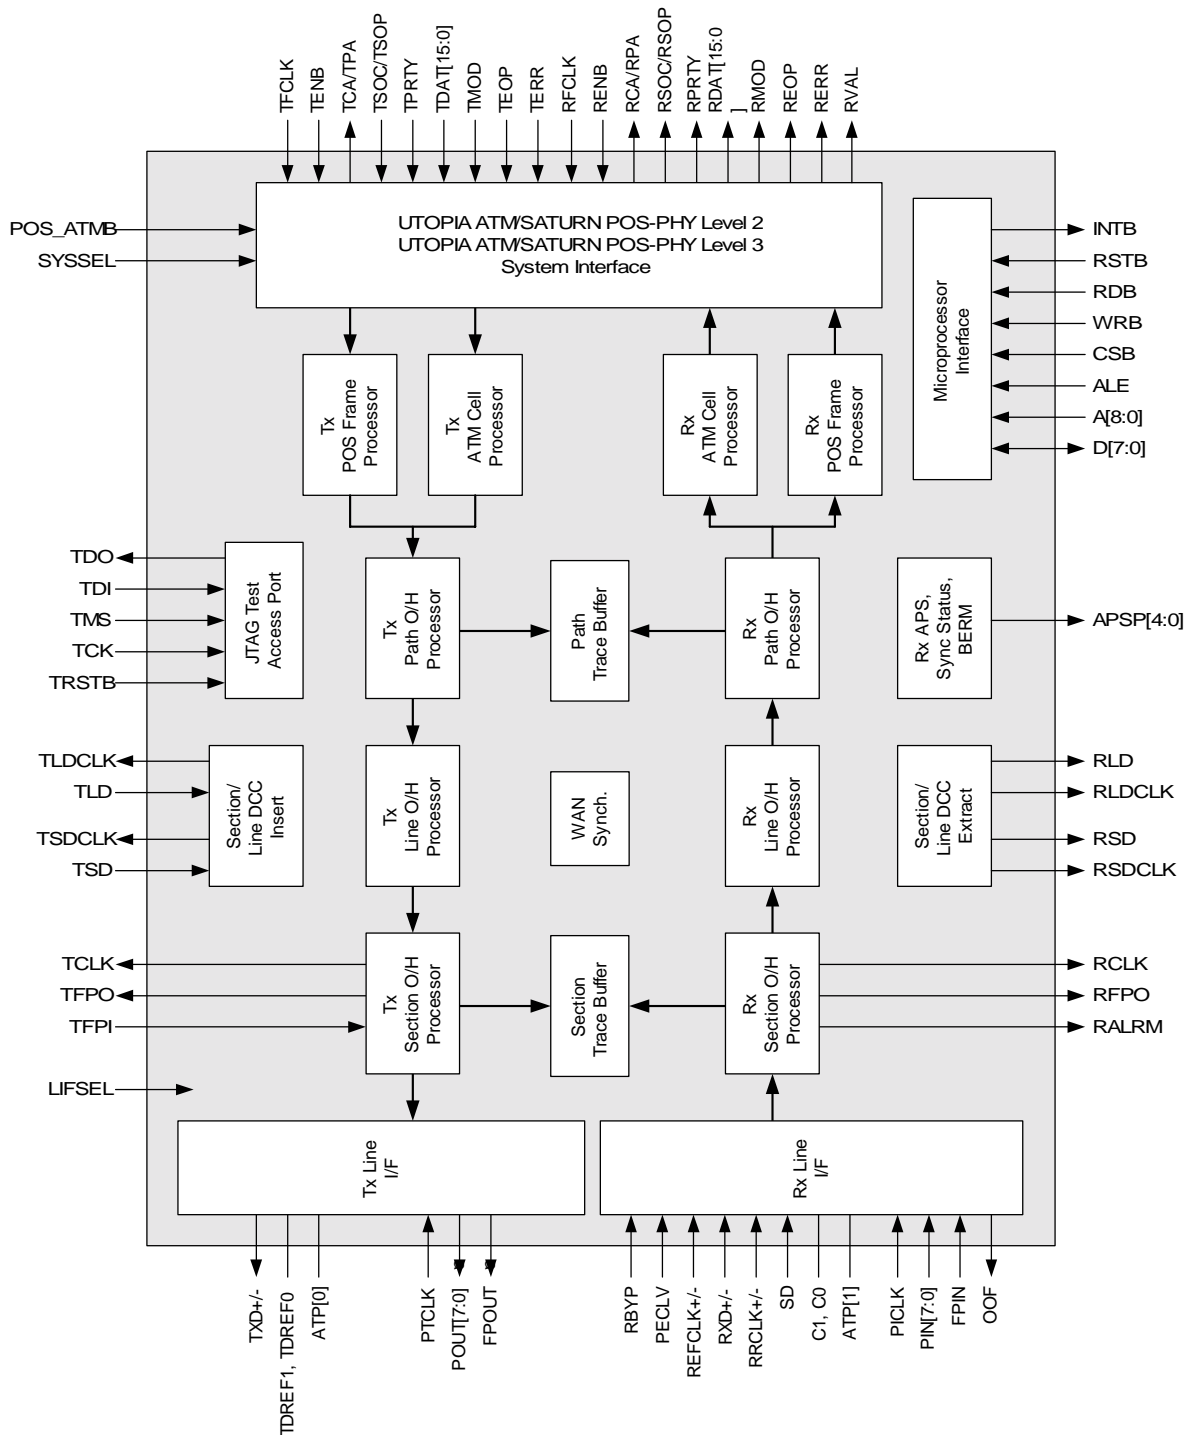 TFCLK
TENB
TCA/TPA
TSOC/TSOP
TPRTY
TDAT[15:0]
TMOD
TEOP
TERR
RFCLK
RENB
RCA/RPA
RSOC/RSOP
RPRTY
RDAT[15:0
]
RMOD
REOP
RERR
RVAL
POS_ATMB
SYSSEL
UTOPIA ATM/SATURN POS-PHY Level 2
UTOPIA ATM/SATURN POS-PHY Level 3
System Interface
Microprocessor
Interface
INTB
RSTB
RDB
WRB
CSB
ALE
A[8:0]
D[7:0]
Tx
POS Frame
Processor
Tx
ATM Cell
Processor
Rx
ATM Cell
Processor
Rx
POS Frame
Processor
TDO
TDI
TMS
TCK
TRSTB
JTAG Test
Access Port
Tx
Path O/H
Processor
Path
Trace Buffer
Rx
Path O/H
Processor
Rx APS,
Sync Status,
BERM
APSP[4:0]
TLDCLK
TLD
TSDCLK
TSD
Section/
Line DCC
Insert
Tx
Line O/H
Processor
WAN
Synch.
Rx
Line O/H
Processor
Section/
Line DCC
Extract
RLD
RLDCLK
RSD
RSDCLK
TCLK
TFPO
TFPI
Tx
Section O/H
Processor
Section
Trace Buffer
Rx
Section O/H
Processor
RCLK
RFPO
RALRM
LIFSEL
Tx Line
I/F
Rx Line
I/F
TXD+/-
TDREF1, TDREF0
ATP[0]
PTCLK
POUT[7:0]
FPOUT
RBYP
PECLV
REFCLK+/-
RXD+/-
RRCLK+/-
SD
C1, C0
ATP[1]
PICLK
PIN[7:0]
FPIN
OOF